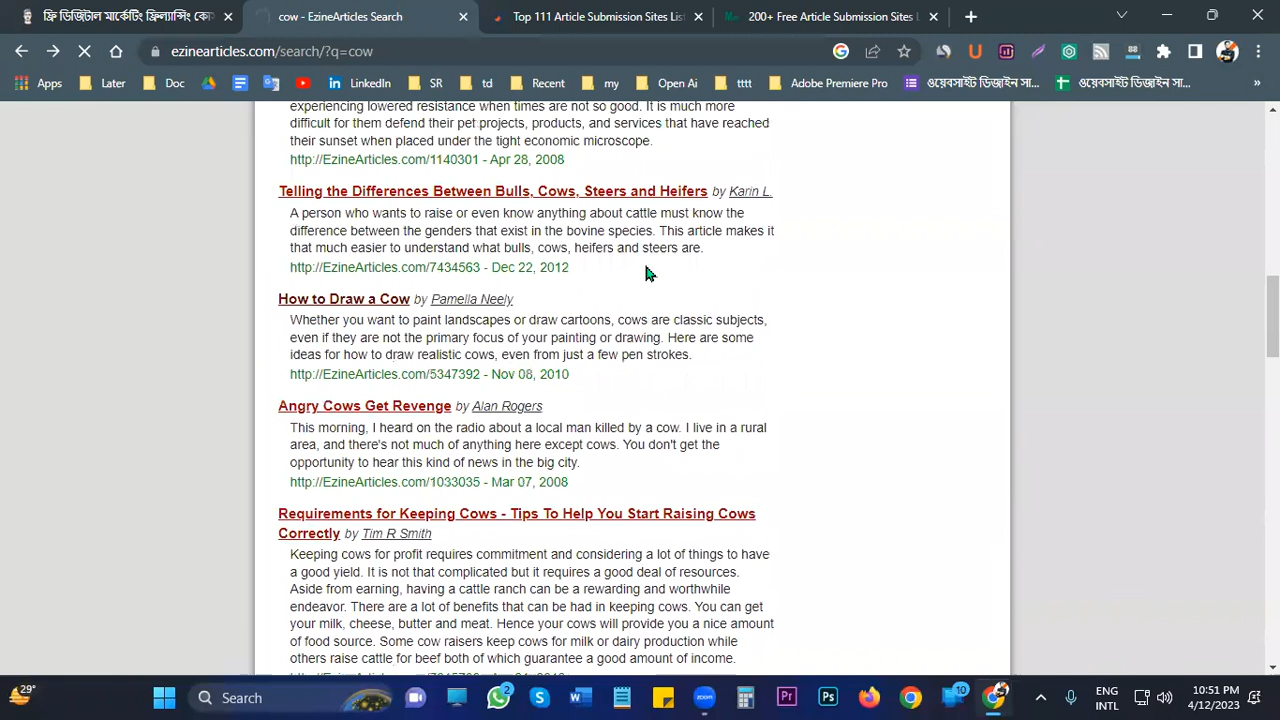 ফ্রি ডিজিটাল মার্কেটিং ফ্রিল্যান্সিং কো
cow - EzineArticles Search
Top 111 Article Submission Sites Lis
200+ Free Article Submission Sites
ezinearticles.com/search/?q=cow
Apps
Later
Doc
LinkedIn
SR
td
Recent
my
Open Ai
tttt
Adobe Premiere Pro
ওয়েবসাইট ডিজাইন সা...
ওয়েবসাইট ডিজাইন সা...
»
experiencing lowered resistance when times are not so good. It is much more
difficult for them defend their pet projects, products, and services that have reached
their sunset when placed under the tight economic microscope.
http://EzineArticles.com/1140301 - Apr 28, 2008
Telling the Differences Between Bulls, Cows, Steers and Heifers by Karin L.
A person who wants to raise or even know anything about cattle must know the
difference between the genders that exist in the bovine species. This article makes it
that much easier to understand what bulls, cows, heifers and steers are.
http://EzineArticles.com/7434563 - Dec 22, 2012
How to Draw a Cow by Pamella Neely
Whether you want to paint landscapes or draw cartoons, cows are classic subjects,
even if they are not the primary focus of your painting or drawing. Here are some
ideas for how to draw realistic cows, even from just a few pen strokes.
http://EzineArticles.com/5347392 - Nov 08, 2010
Angry Cows Get Revenge by Alan Rogers
This morning, I heard on the radio about a local man killed by a cow. I live in a rural
area, and there's not much of anything here except cows. You don't get the
opportunity to hear this kind of news in the big city.
http://EzineArticles.com/1033035 - Mar 07, 2008
Requirements for Keeping Cows - Tips To Help You Start Raising Cows
Correctly by Tim R Smith
Keeping cows for profit requires commitment and considering a lot of things to have
a good yield. It is not that complicated but it requires a good deal of resources.
Aside from earning, having a cattle ranch can be a rewarding and worthwhile
endeavor. There are a lot of benefits that can be had in keeping cows. You can get
your milk, cheese, butter and meat. Hence your cows will provide you a nice amount
of food source. Some cow raisers keep cows for milk or dairy production while
others raise cattle for beef both of which guarantee a good amount of income.
29°
Search
2
10
ENG
INTL
10:51 PM
4/12/2023